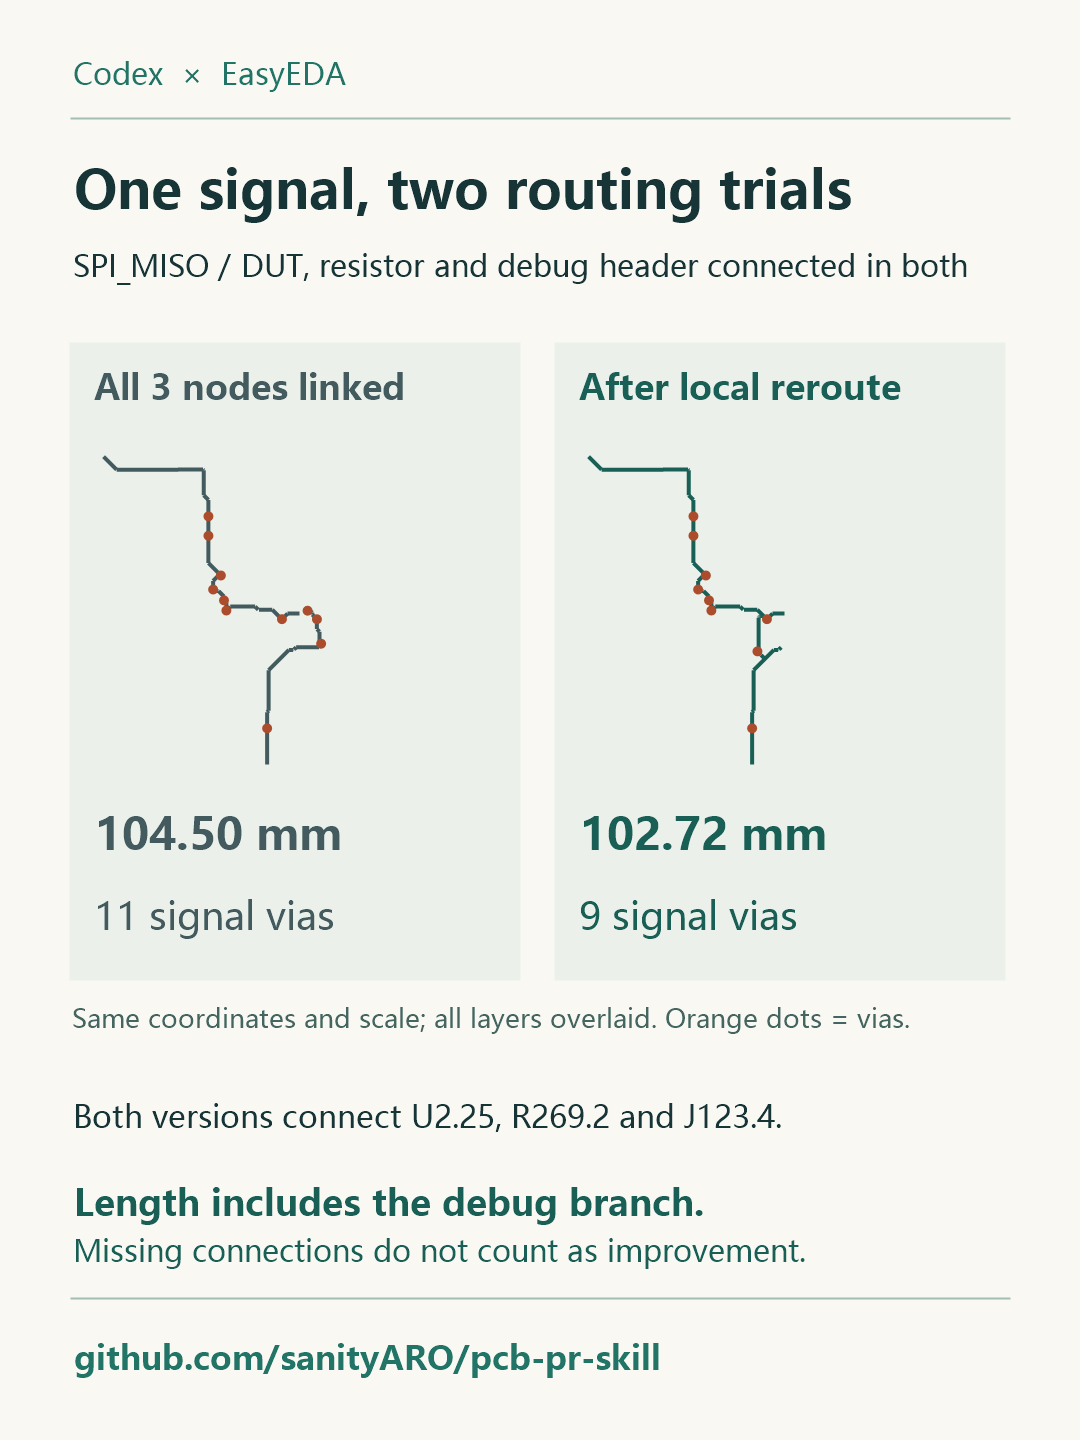 Codex × EasyEDA
One signal, two routing trials
SPI_MISO / DUT, resistor and debug header connected in both
All 3 nodes linked
104.50 mm
11 signal vias
After local reroute
102.72 mm
9 signal vias
Same coordinates and scale; all layers overlaid. Orange dots = vias.
Both versions connect U2.25, R269.2 and J123.4.
Length includes the debug branch.
Missing connections do not count as improvement.
github.com/sanityARO/pcb-pr-skill